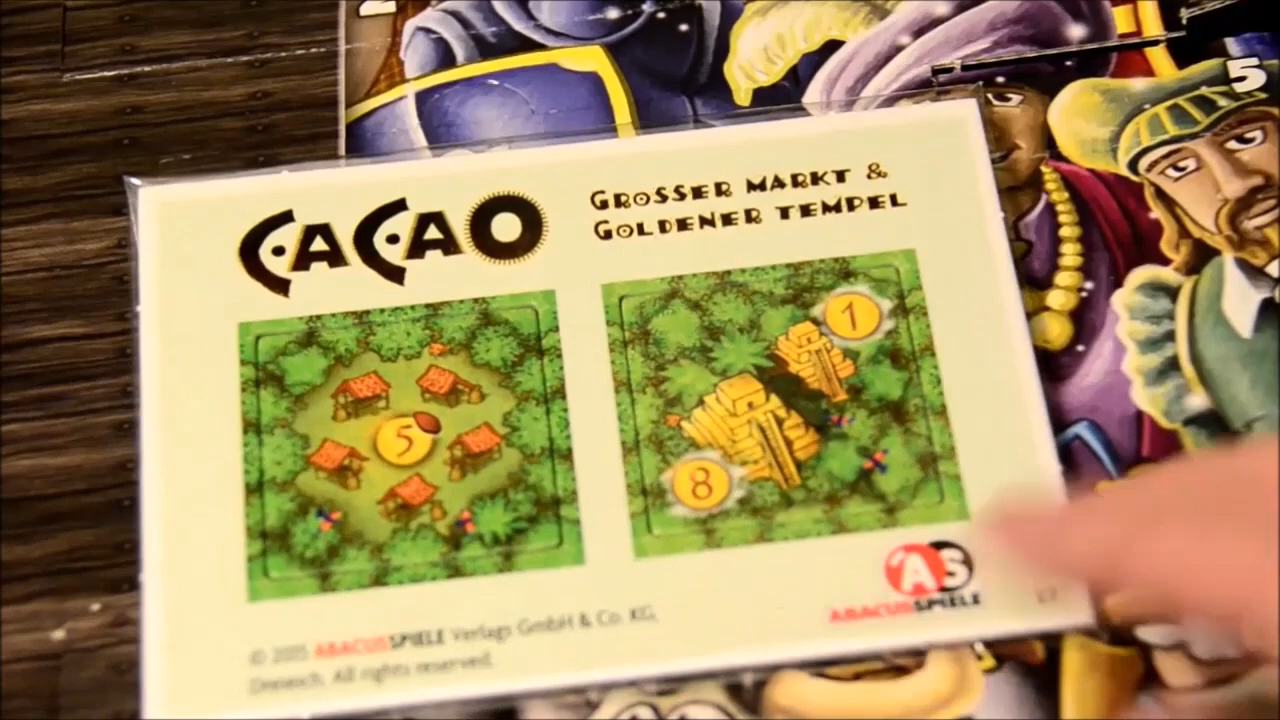 5
CACAO
GROSSER MARKT &
GOLDENER TEMPEL
5
1
8
AS
ABACUSSPIELE
© 2015 ABACUSSPIELE Verlags GmbH & Co. KG,
Dreieich. All rights reserved.